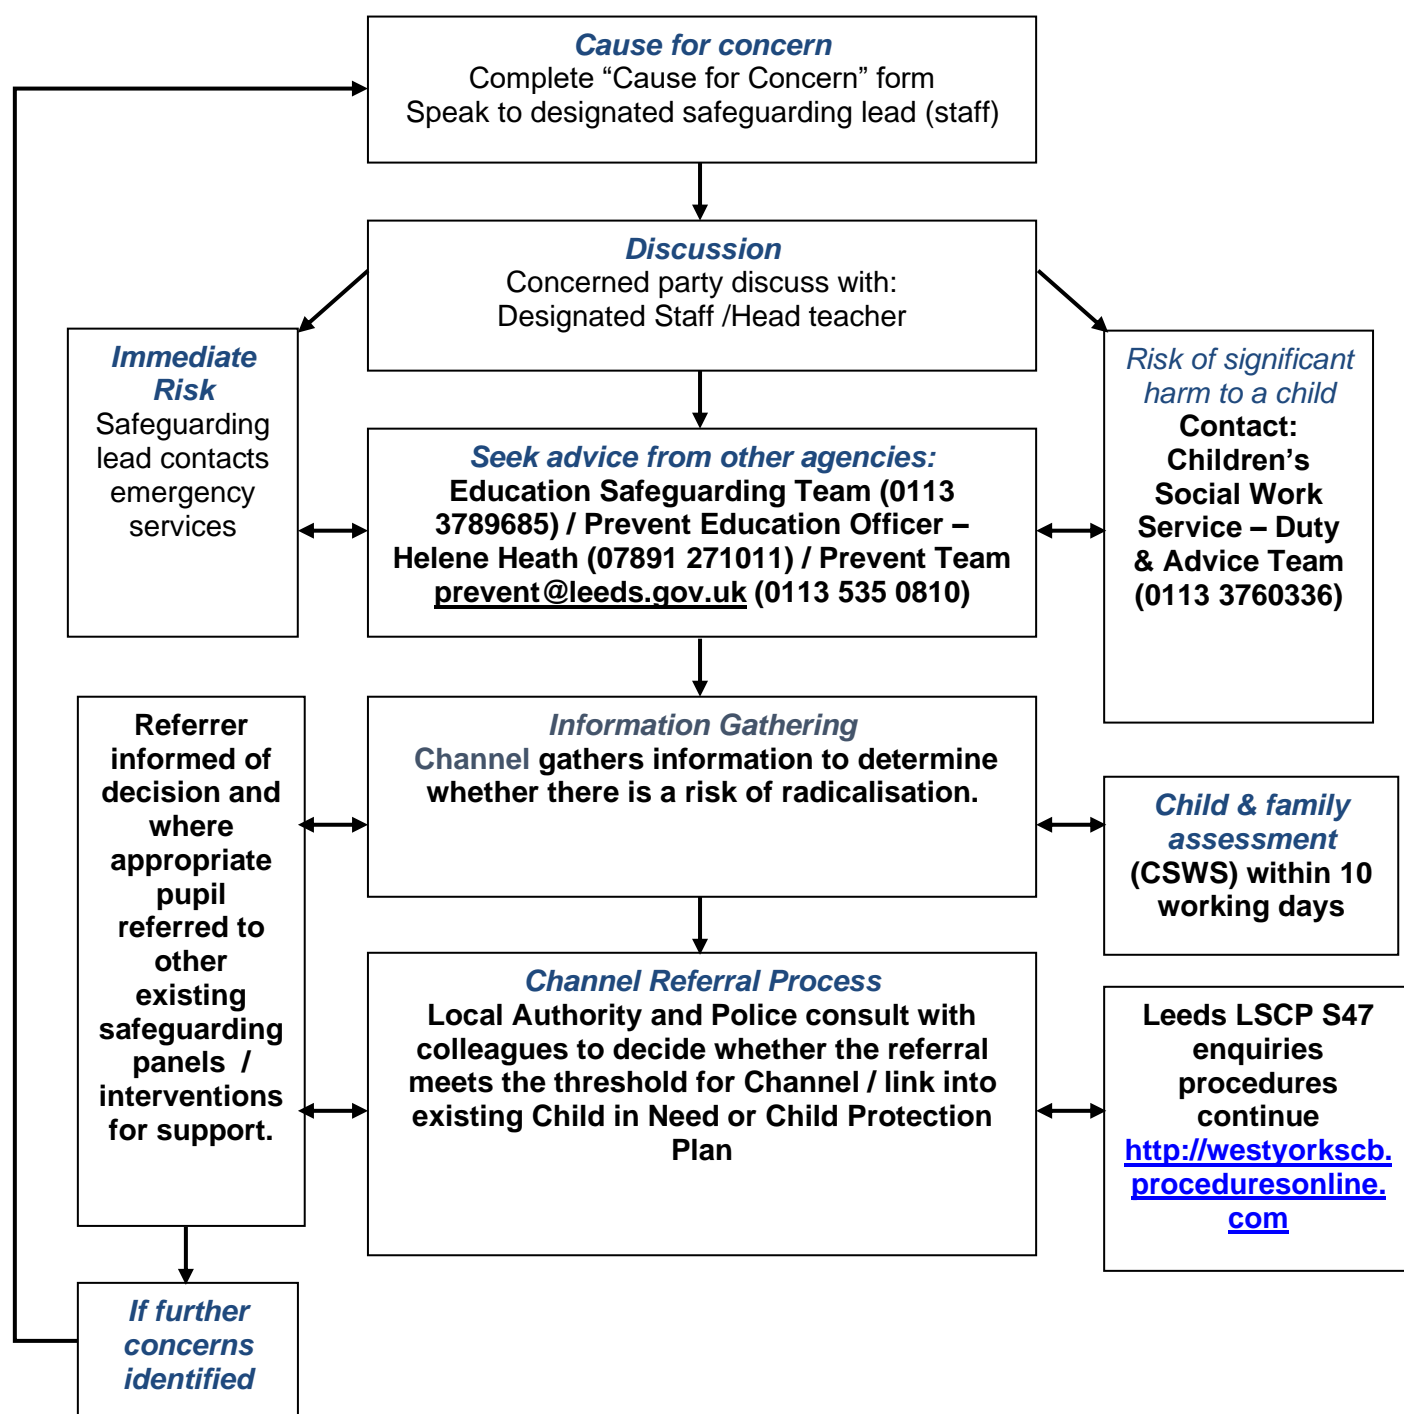 Cause for concern
Complete “Cause for Concern” form
Speak to designated safeguarding lead (staff)
Discussion
Concerned party discuss with:
Designated Staff /Head teacher
Immediate
Risk
Safeguarding
lead contacts
emergency
services
Seek advice from other agencies:
Education Safeguarding Team (0113
3789685) / Prevent Education Officer –
Helene Heath (07891 271011) / Prevent Team
prevent@leeds.gov.uk (0113 535 0810)
Risk of significant
harm to a child
Contact:
Children’s
Social Work
Service – Duty
& Advice Team
(0113 3760336)
Referrer
informed of
decision and
where
appropriate
pupil
referred to
other
existing
safeguarding
panels /
interventions
for support.
Information Gathering
Channel gathers information to determine
whether there is a risk of radicalisation.
Child & family
assessment
(CSWS) within 10
working days
Channel Referral Process
Local Authority and Police consult with
colleagues to decide whether the referral
meets the threshold for Channel / link into
existing Child in Need or Child Protection
Plan
Leeds LSCP S47
enquiries
procedures
continue
http://westyorkscb.
proceduresonline.
com
If further
concerns
identified